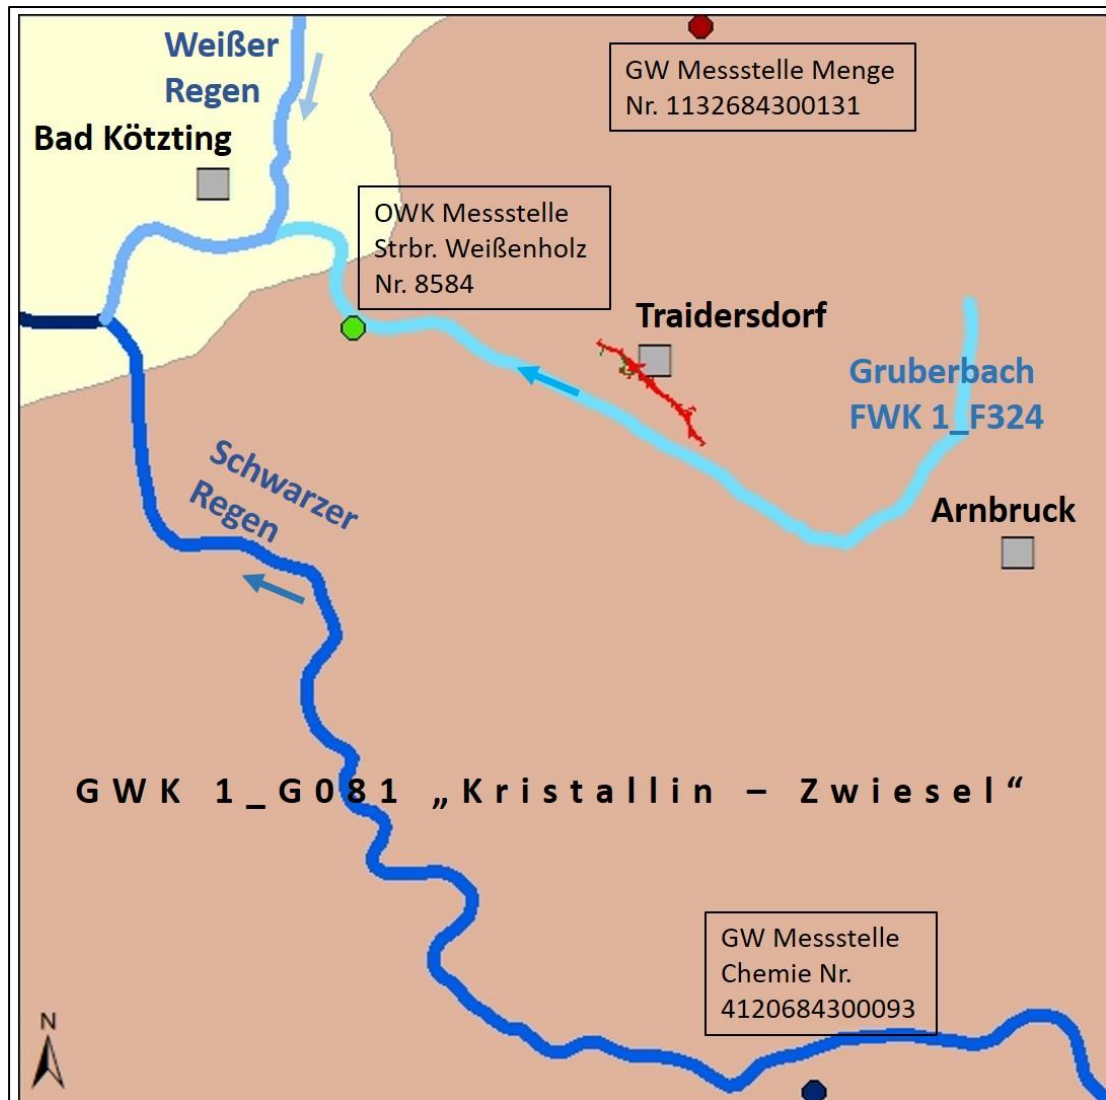 Weißer
Regen
GW Messstelle Menge
Nr. 1132684300131
Bad Kötzting
OWK Messstelle
Strbr. Weißenholz
Nr. 8584
Traidersdorf
Gruberbach
FWK 1_F324
Schwarzer
Regen
Arnbruck
GWK 1_G081 „Kristallin – Zwiesel“
GW Messstelle
Chemie Nr.
4120684300093
N